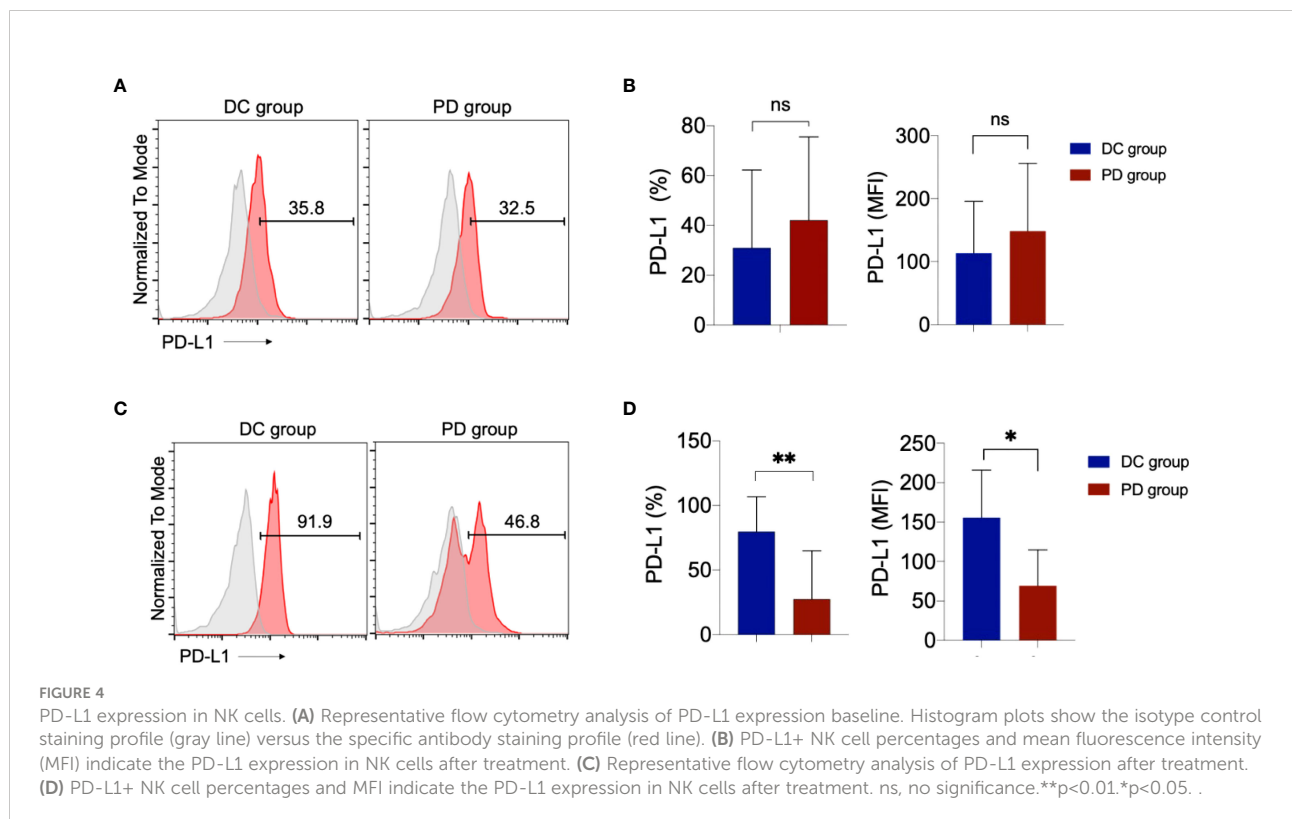 A
DC group
PD group
Normalized To Mode
35.8
32.5
PD-L1
B
ns
ns
80
60
40
20
0
PD-L1 (%)
300
200
100
0
PD-L1 (MFI)
DC group
PD group
C
DC group
PD group
Normalized To Mode
91.9
46.8
PD-L1
D
**
*
150
100
50
0
PD-L1 (%)
250
200
150
100
50
0
PD-L1 (MFI)
DC group
PD group
FIGURE 4
PD-L1 expression in NK cells. (A) Representative flow cytometry analysis of PD-L1 expression baseline. Histogram plots show the isotype control
staining profile (gray line) versus the specific antibody staining profile (red line). (B) PD-L1+ NK cell percentages and mean fluorescence intensity
(MFI) indicate the PD-L1 expression in NK cells after treatment. (C) Representative flow cytometry analysis of PD-L1 expression after treatment.
(D) PD-L1+ NK cell percentages and MFI indicate the PD-L1 expression in NK cells after treatment. ns, no significance.**p<0.01.*p<0.05. .